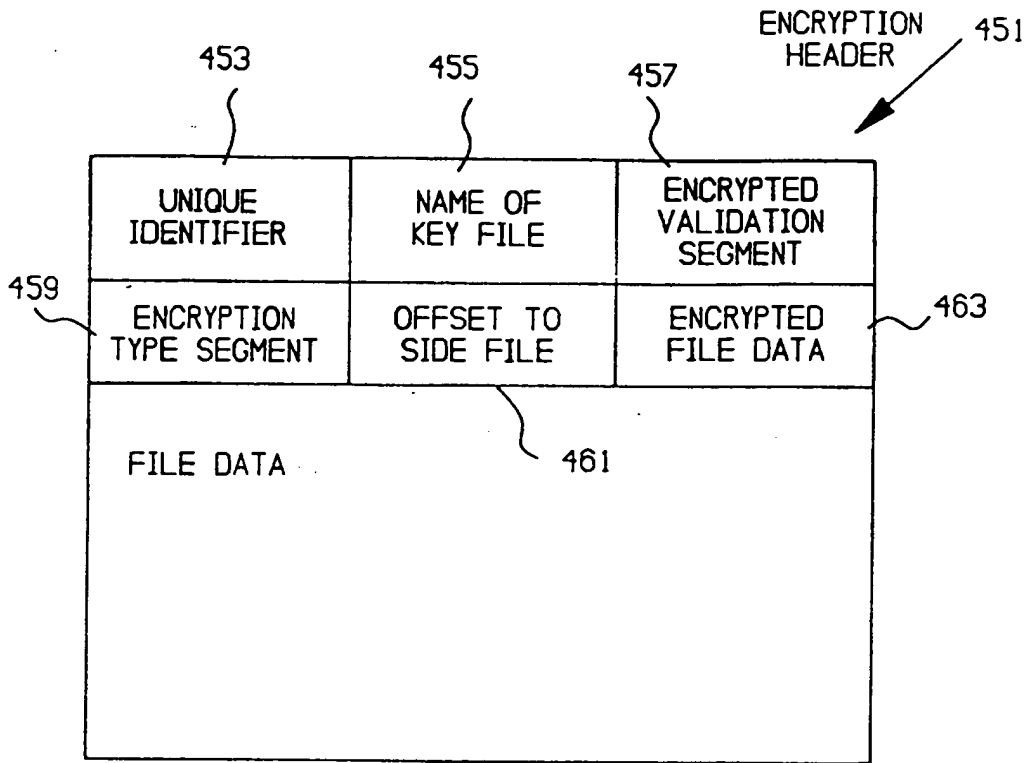 ENCRYPTION
HEADER
451
453
455
457
UNIQUE
IDENTIFIER
NAME OF
KEY FILE
ENCRYPTED
VALIDATION
SEGMENT
459
ENCRYPTION
TYPE SEGMENT
OFFSET TO
SIDE FILE
ENCRYPTED
FILE DATA
463
461
FILE DATA